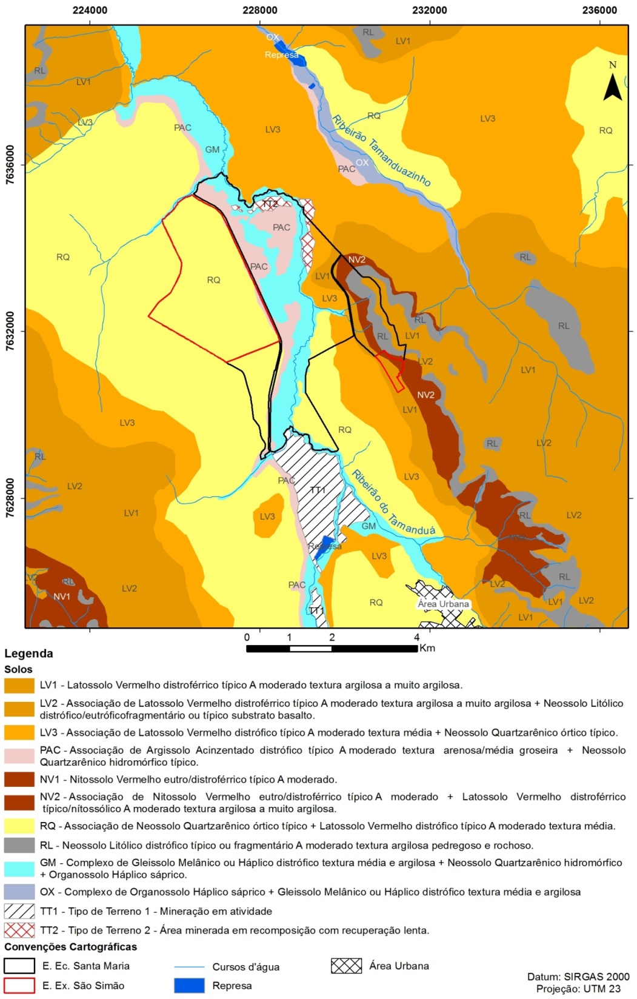 224000 228000 232000 236000
OX
RL
LV1
Represa
N
RL
LV1
LV3
RQ
LV3
PAC
LV3
RQ
GM
Ribeirão Tamanduazinho
OX
PAC
7636000
TT2
PAC
RQ
NV2
RL
PAC
RQ
LV1
LV3
RL
RL
7632000
RL
LV1
LV2
LV1
NV2
LV1
LV3
RQ
LV2
RL
RL
LV3
LV2
PAC
TT1
Ribeirão do Tamanduá
7628000
LV1
LV3
RL
LV2
GM
Represa
LV3
RL
RL
PAC
LV2
LV2
NV1
RQ
Área Urbana
LV1
LV2
TT1
LV1
0 1 2 4
Km
Legenda
Solos
LV1 - Latossolo Vermelho distroférrico típico A moderado textura argilosa a muito argilosa.
LV2 - Associação de Latossolo Vermelho distroférrico típico A moderado textura argilosa a muito argilosa + Neossolo Litólico
distrófico/eutróficofragmentário ou típico substrato basalto.
LV3 - Associação de Latossolo Vermelho distrófico típico A moderado textura média + Neossolo Quartzarênico órtico típico.
PAC - Associação de Argissolo Acinzentado distrófico típico A moderado textura arenosa/média groseira + Neossolo
Quartzarênico hidromórfico típico.
NV1 - Nitossolo Vermelho eutro/distroférrico típico A moderado.
NV2 - Associação de Nitossolo Vermelho eutro/distroférrico típico A moderado + Latossolo Vermelho distroférrico
típico/nítossólico A moderado textura argilosa a muito argilosa.
RQ - Associação de Neossolo Quartzarênico órtico típico + Latossolo Vermelho distrófico típico A moderado textura média.
RL - Neossolo Litólico distrófico típico ou fragmentário A moderado textura argilosa pedregoso e rochoso.
GM - Complexo de Gleissolo Melânico ou Háplico distrófico textura média e argilosa + Neossolo Quartzarênico hidromórfico
+ Organossolo Háplico sáprico.
OX - Complexo de Organossolo Háplico sáprico + Gleissolo Melânico ou Háplico distrófico textura média e argilosa
TT1 - Tipo de Terreno 1 - Mineração em atividade
TT2 - Tipo de Terreno 2 - Área minerada em recomposição com recuperação lenta.
Convenções Cartográficas
E. Ec. Santa Maria
Cursos d'água
Área Urbana
E. Ex. São Simão
Represa
Datum: SIRGAS 2000
Projeção: UTM 23